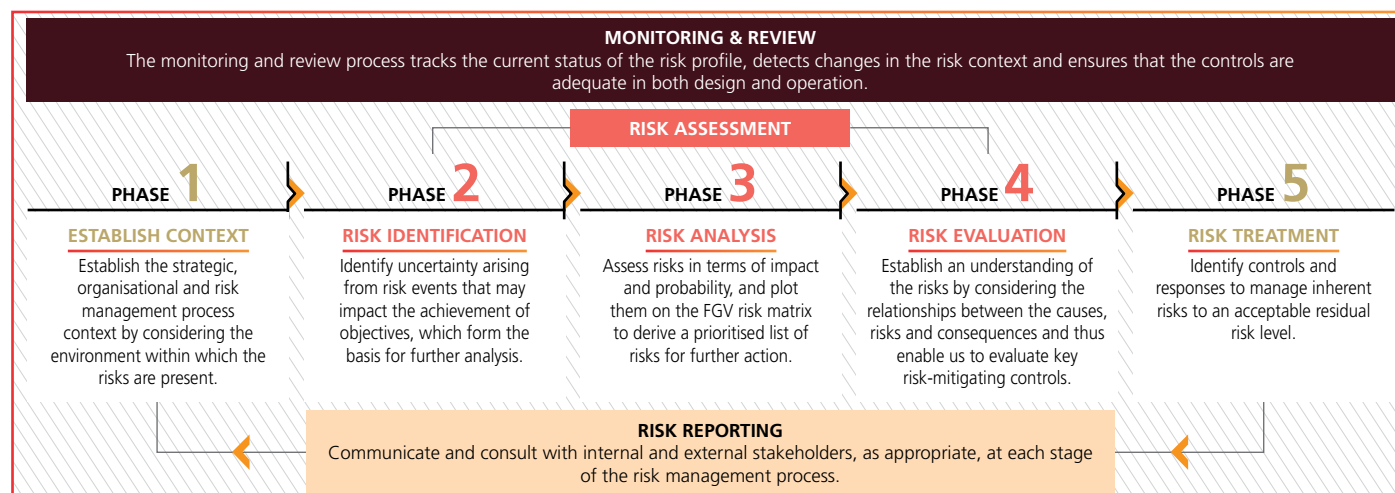 MONITORING & REVIEW
The monitoring and review process tracks the current status of the risk profile, detects changes in the risk context and ensures that the controls are
adequate in both design and operation.
RISK ASSESSMENT
PHASE 1
ESTABLISH CONTEXT
Establish the strategic,
organisational and risk
management process
context by considering the
environment within which the
risks are present.
PHASE 2
RISK IDENTIFICATION
Identify uncertainty arising
from risk events that may
impact the achievement of
objectives, which form the
basis for further analysis.
PHASE 3
RISK ANALYSIS
Assess risks in terms of impact
and probability, and plot
them on the FGV risk matrix
to derive a prioritised list of
risks for further action.
PHASE 4
RISK EVALUATION
Establish an understanding of
the risks by considering the
relationships between the causes,
risks and consequences and thus
enable us to evaluate key
risk-mitigating controls.
PHASE 5
RISK TREATMENT
Identify controls and
responses to manage inherent
risks to an acceptable residual
risk level.
RISK REPORTING
Communicate and consult with internal and external stakeholders, as appropriate, at each stage
of the risk management process.